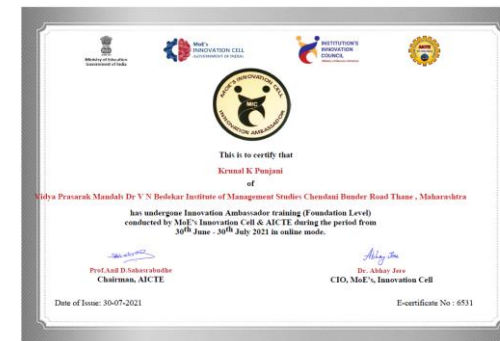 Ministry of Education
Government of India
MoE's
INNOVATION CELL
(GOVERNMENT OF INDIA)
INSTITUTION'S
INNOVATION
COUNCIL
MOE'S INNOVATION CELL
MIC
INNOVATION AMBASSADOR
This is to certify that
Krunal K Punjani
of
Vidya Prasarak Mandals Dr V N Bedekar Institute of Management Studies Chendani Bunder Road Thane , Maharashtra
has undergone Innovation Ambassador training (Foundation Level)
conducted by MoE's Innovation Cell & AICTE during the period from
30th June - 30th July 2021 in online mode.
Prof.Anil D.Sahasrabudhe
Chairman, AICTE
Dr. Abhay Jere
CIO, MoE's, Innovation Cell
Date of Issue: 30-07-2021
E-certificate No : 6531